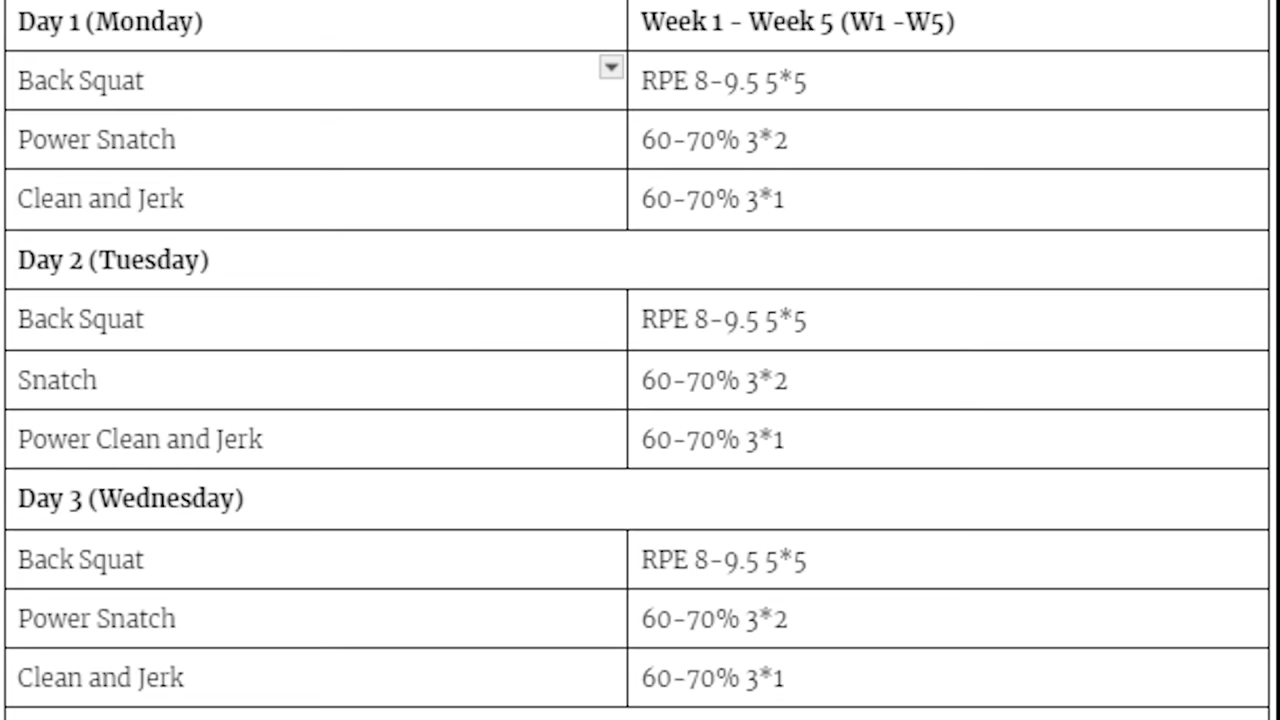 Day 1 (Monday) Week 1 - Week 5 (W1 -W5)
Back Squat RPE 8-9.5 5*5
Power Snatch 60-70% 3*2
Clean and Jerk 60-70% 3*1
Day 2 (Tuesday)
Back Squat RPE 8-9.5 5*5
Snatch 60-70% 3*2
Power Clean and Jerk 60-70% 3*1
Day 3 (Wednesday)
Back Squat RPE 8-9.5 5*5
Power Snatch 60-70% 3*2
Clean and Jerk 60-70% 3*1